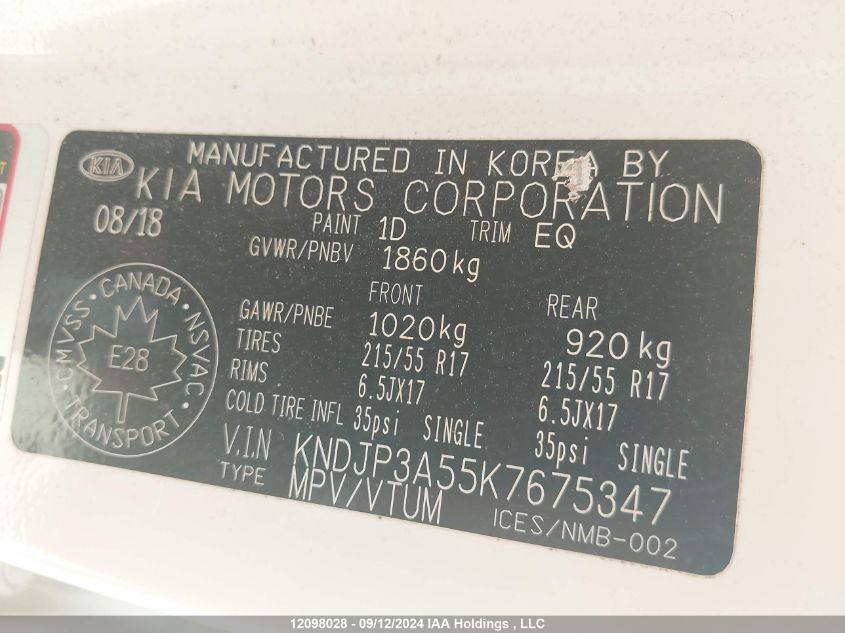 KIA
MANUFACTURED IN KOREA BY
KIA MOTORS CORPORATION
08/18 PAINT 1D TRIM EQ
GVWR/PNBV 1860kg
FRONT REAR
GAWR/PNBE 1020kg 920kg
TIRES 215/55 R17 215/55 R17
RIMS 6.5JX17 6.5JX17
COLD TIRE INFL 35psi SINGLE 35psi SINGLE
V.I.N KNDJP3A55K7675347
TYPE MPV/VTUM
ICES/NMB-002
CMVSS · CANADA · NSVAC · TRANSPORT
E28
12098028 - 09/12/2024 IAA Holdings , LLC